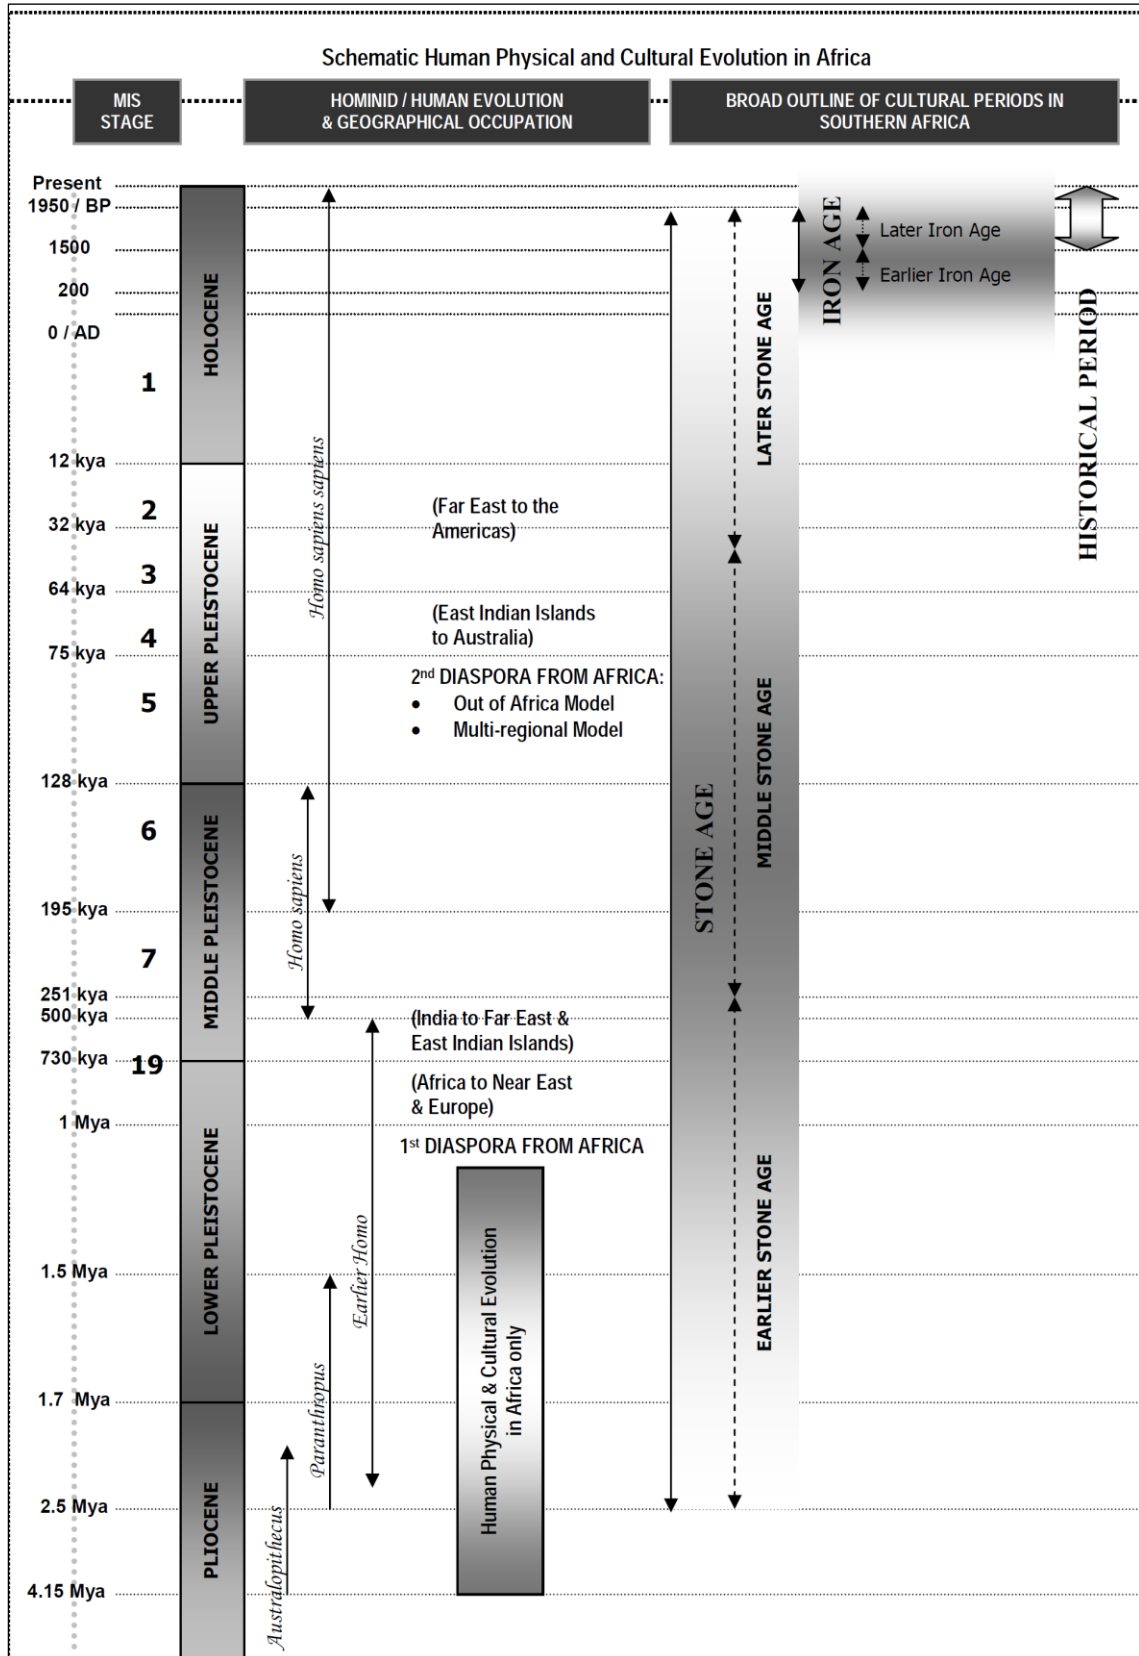 Schematic Human Physical and Cultural Evolution in Africa
MIS
STAGE
HOMINID / HUMAN EVOLUTION
& GEOGRAPHICAL OCCUPATION
BROAD OUTLINE OF CULTURAL PERIODS IN
SOUTHERN AFRICA
Present
1950 / BP
1500
200
0 / AD
12 kya
32 kya
64 kya
75 kya
128 kya
195 kya
251 kya
500 kya
730 kya
1 Mya
1.5 Mya
1.7 Mya
2.5 Mya
4.15 Mya
1
2
3
4
5
6
7
19
HOLOCENE
UPPER PLEISTOCENE
MIDDLE PLEISTOCENE
LOWER PLEISTOCENE
PLIOCENE
Homo sapiens sapiens
Homo sapiens
Earlier Homo
Paranthropus
Australopithecus
(Far East to the
Americas)
(East Indian Islands
to Australia)
2nd DIASPORA FROM AFRICA:
• Out of Africa Model
• Multi-regional Model
(India to Far East &
East Indian Islands)
(Africa to Near East
& Europe)
1st DIASPORA FROM AFRICA
Human Physical & Cultural Evolution
in Africa only
STONE AGE
LATER STONE AGE
MIDDLE STONE AGE
EARLIER STONE AGE
IRON AGE
Later Iron Age
Earlier Iron Age
HISTORICAL PERIOD